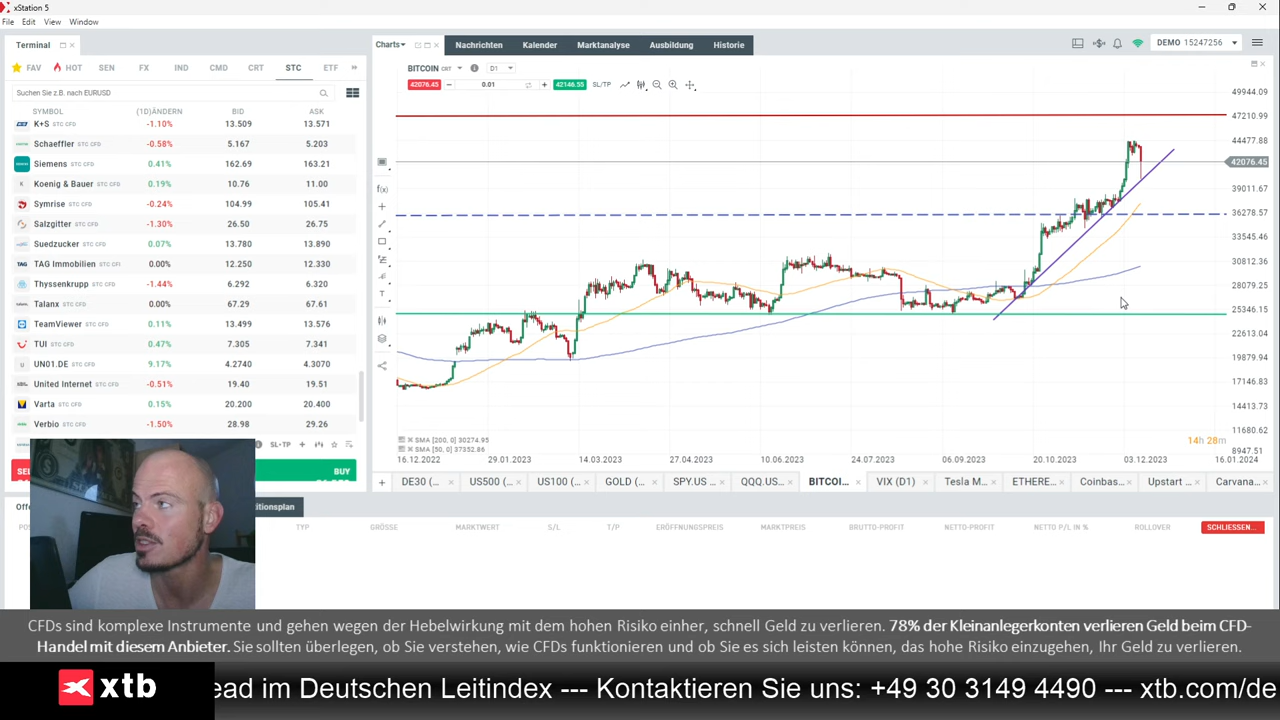 xStation 5
File Edit View Window
Terminal
FAV HOT SEN FX IND CMD CRT STC ETF
Suchen Sie z.B. nach EURUSD
SYMBOL (1D)ÄNDERN BID ASK
K+S STC CFD -1.10% 13.509 13.571
Schaeffler STC CFD -0.58% 5.167 5.203
Siemens STC CFD 0.41% 162.69 163.21
Koenig & Bauer STC CFD 0.19% 10.76 11.00
Symrise STC CFD -0.24% 104.99 105.41
Salzgitter STC CFD -1.30% 26.50 26.75
Suedzucker STC CFD 0.07% 13.780 13.890
TAG TAG Immobilien STC CFI 0.00% 12.250 12.330
Thyssenkrupp STC CFD -1.44% 6.292 6.320
Talanx STC CFD 0.00% 67.29 67.61
TeamViewer STC CFD 0.11% 13.499 13.576
TUI STC CFD 0.47% 7.305 7.341
U UN01.DE STC CFD 9.17% 4.2740 4.3070
United Internet STC CFD -0.51% 19.40 19.51
Varta STC CFD 0.15% 20.200 20.400
Verbio STC CFD -1.50% 28.98 29.26
SL+TP
SEL BUY
Charts Nachrichten Kalender Marktanalyse Ausbildung Historie
DEMO 15247256
BITCOIN CRT D1
42076.45 0.01 42146.55 SL/TP
49944.09
47210.99
44477.88
42076.45
39011.67
36278.57
33545.46
30812.36
28079.25
25346.15
22613.04
19879.94
17146.83
14413.73
11680.62
8947.51
SMA [200, 0] 30274.95
SMA [50, 0] 37352.86
14h 28m
16.12.2022 29.01.2023 14.03.2023 27.04.2023 10.06.2023 24.07.2023 06.09.2023 20.10.2023 03.12.2023 16.01.2024
DE30 (... US500 (... US100 (... GOLD (... SPY.US ... QQQ.US... BITCOI... VIX (D1) Tesla M... ETHERE... Coinbas... Upstart ... Carvana...
TYP GRÖSSE MARKTWERT S/L T/P ERÖFFNUNGSPREIS MARKTPREIS BRUTTO-PROFIT NETTO-PROFIT NETTO P/L IN % ROLLOVER SCHLIESSEN...
CFDs sind komplexe Instrumente und gehen wegen der Hebelwirkung mit dem hohen Risiko einher, schnell Geld zu verlieren. 78% der Kleinanlegerkonten verlieren Geld beim CFD-
Handel mit diesem Anbieter. Sie sollten überlegen, ob Sie verstehen, wie CFDs funktionieren und ob Sie es sich leisten können, das hohe Risiko einzugehen, Ihr Geld zu verlieren.
xtb ead im Deutschen Leitindex --- Kontaktieren Sie uns: +49 30 3149 4490 --- xtb.com/de